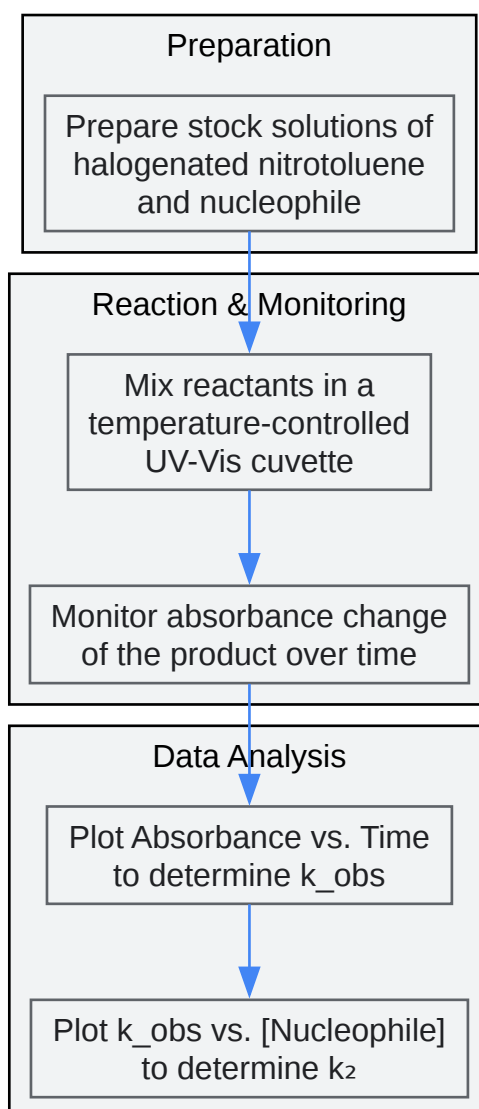 Preparation
Prepare stock solutions of
halogenated nitrotoluene
and nucleophile
Reaction & Monitoring
Mix reactants in a
temperature-controlled
UV-Vis cuvette
Monitor absorbance change
of the product over time
Data Analysis
Plot Absorbance vs. Time
to determine k_obs
Plot k_obs vs. [Nucleophile]
to determine k₂